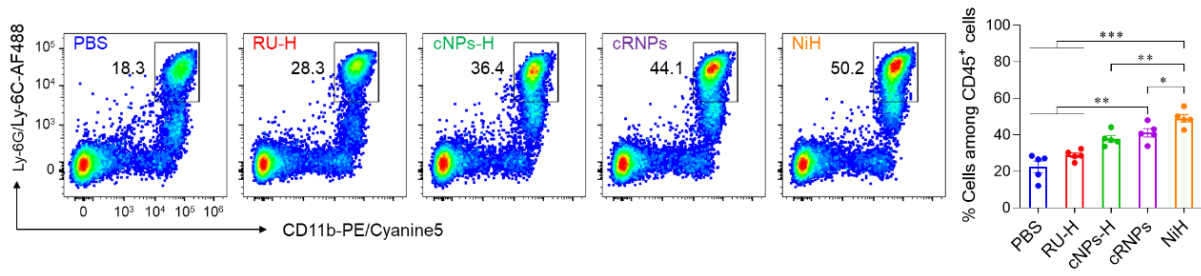 Ly-6G/Ly-6C-AF488
PBS
RU-H
cNPs-H
cRNPs
NiH
18.3
28.3
36.4
44.1
50.2
10⁵
10⁴
10³
0
0 10³ 10⁴ 10⁵ 10⁶
CD11b-PE/Cyanine5
% Cells among CD45⁺ cells
100
80
60
40
20
0
***
**
*
**
PBS
RU-H
cNPs-H
cRNPs
NiH